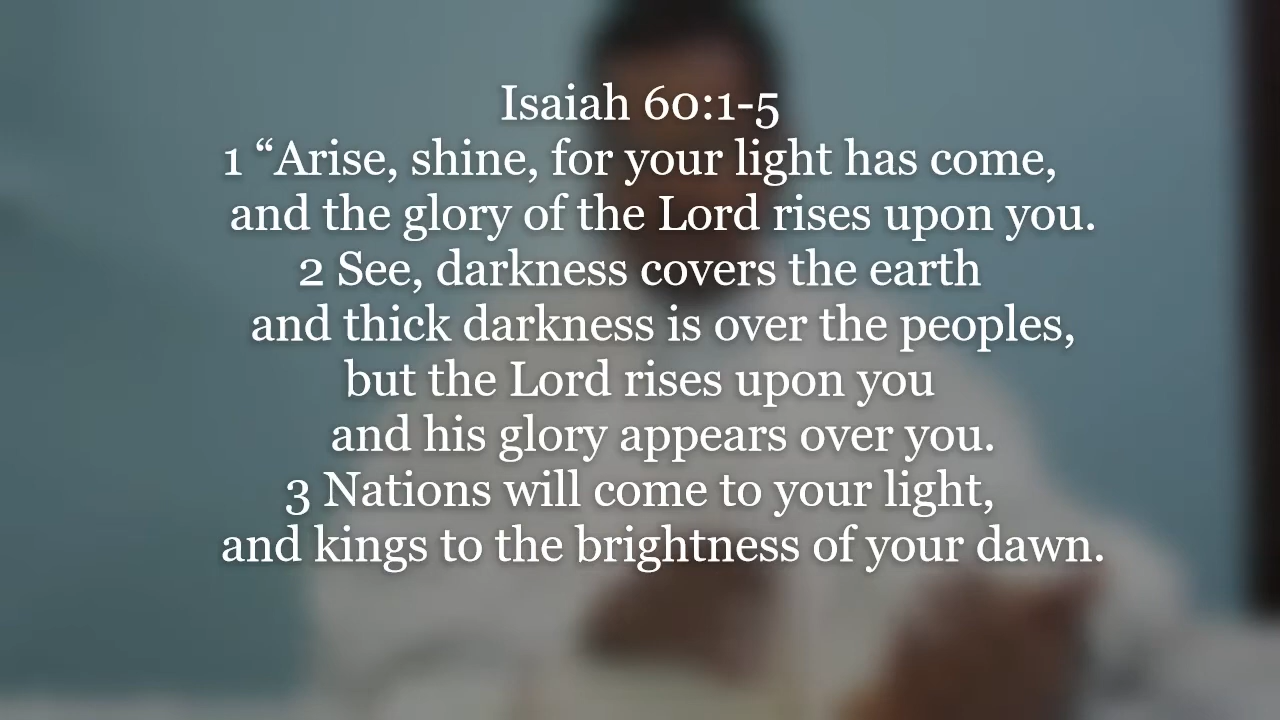 Isaiah 60:1-5
1 “Arise, shine, for your light has come,
and the glory of the Lord rises upon you.
2 See, darkness covers the earth
and thick darkness is over the peoples,
but the Lord rises upon you
and his glory appears over you.
3 Nations will come to your light,
and kings to the brightness of your dawn.